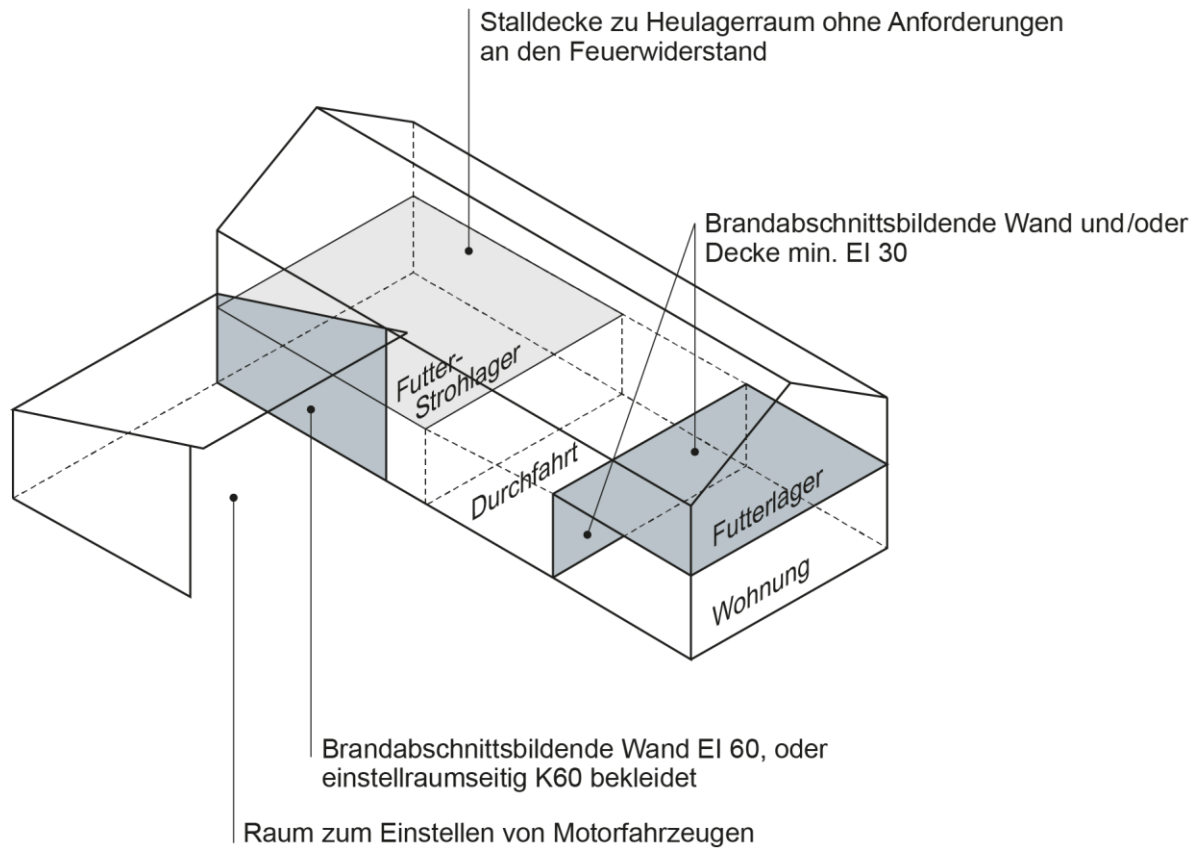 Stalldecke zu Heulagerraum ohne Anforderungen
an den Feuerwiderstand
Brandabschnittsbildende Wand und/oder
Decke min. EI 30
Futter-
Strohlager
Durchfahrt
Futterlager
Wohnung
Brandabschnittsbildende Wand EI 60, oder
einstellraumseitig K60 bekleidet
Raum zum Einstellen von Motorfahrzeugen